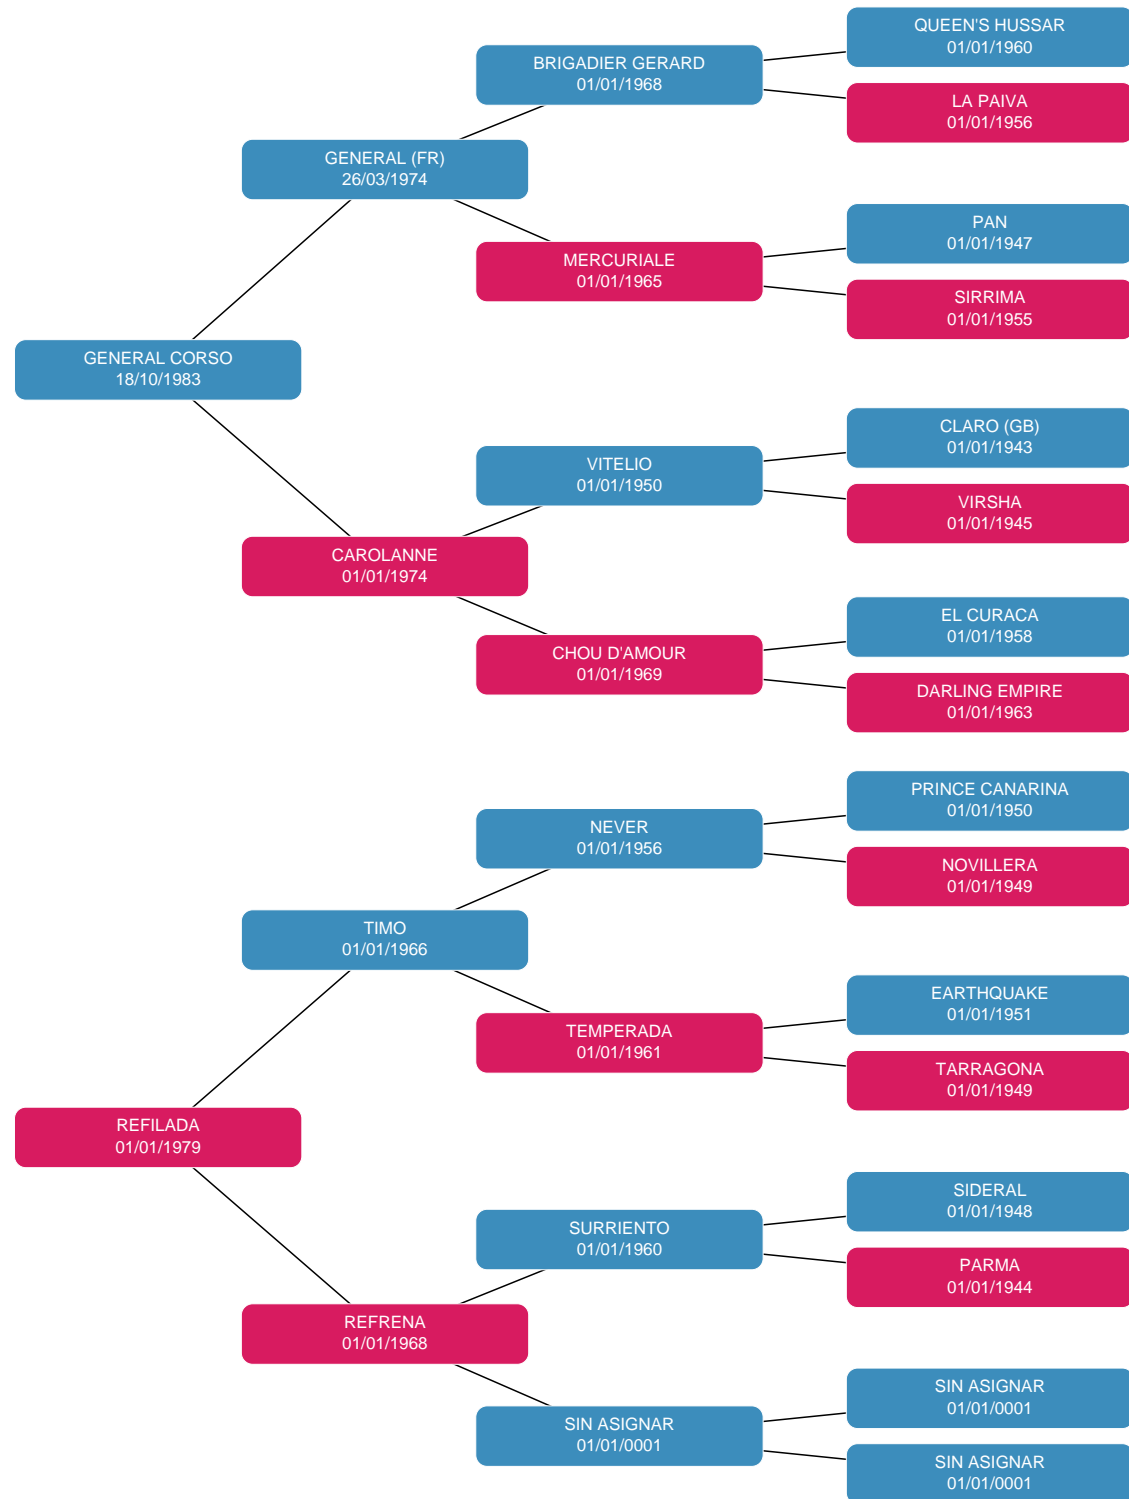 QUEEN'S HUSSAR
01/01/1960
BRIGADIER GERARD
01/01/1968
LA PAIVA
01/01/1956
GENERAL (FR)
26/03/1974
PAN
01/01/1947
MERCURIALE
01/01/1965
SIRRIMA
01/01/1955
GENERAL CORSO
18/10/1983
CLARO (GB)
01/01/1943
VITELIO
01/01/1950
VIRSHA
01/01/1945
CAROLANNE
01/01/1974
EL CURACA
01/01/1958
CHOU D'AMOUR
01/01/1969
DARLING EMPIRE
01/01/1963
PRINCE CANARINA
01/01/1950
NEVER
01/01/1956
NOVILLERA
01/01/1949
TIMO
01/01/1966
EARTHQUAKE
01/01/1951
TEMPERADA
01/01/1961
TARRAGONA
01/01/1949
REFILADA
01/01/1979
SIDERAL
01/01/1948
SURRIENTO
01/01/1960
PARMA
01/01/1944
REFRENA
01/01/1968
SIN ASIGNAR
01/01/0001
SIN ASIGNAR
01/01/0001
SIN ASIGNAR
01/01/0001